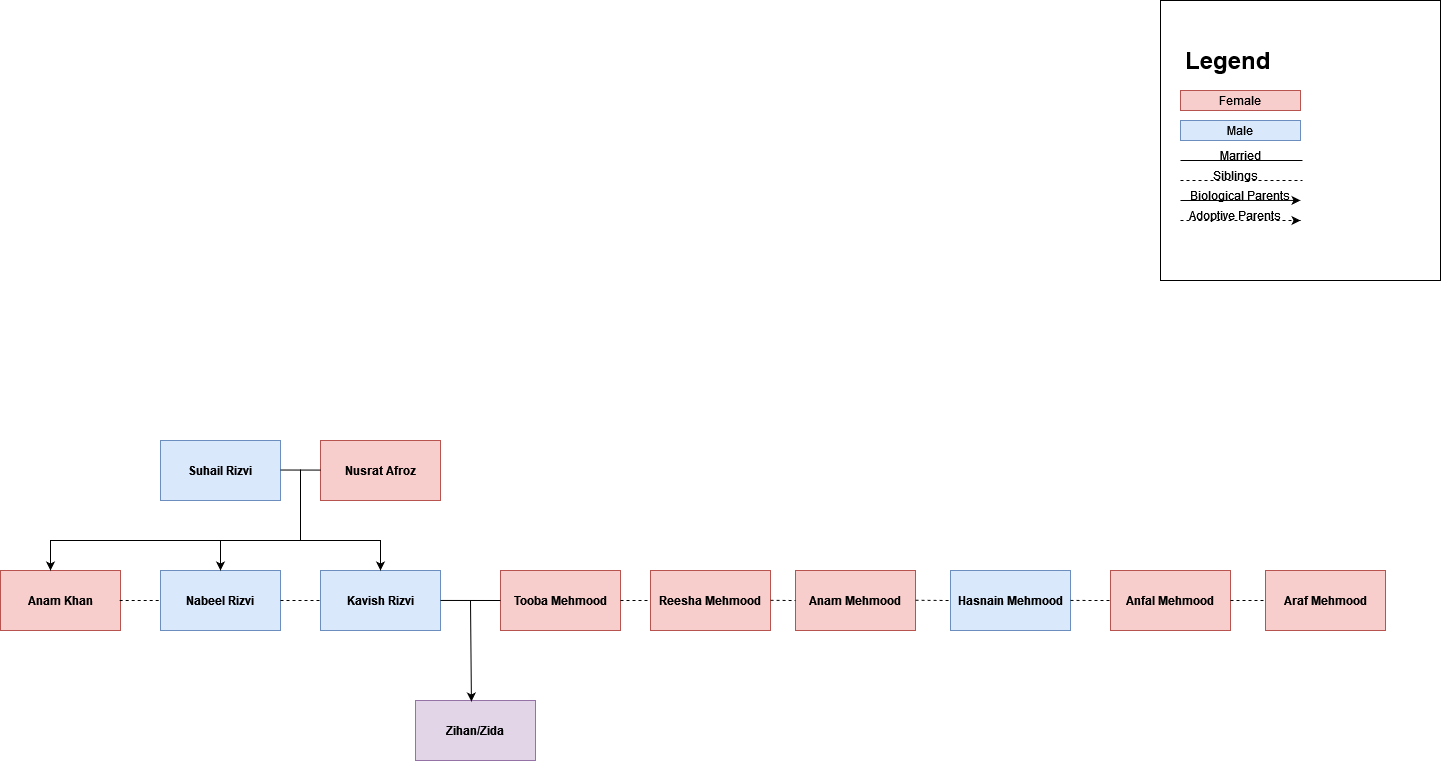 Legend
Female
Male
Married
Siblings
Biological Parents
Adoptive Parents
Suhail Rizvi
Nusrat Afroz
Anam Khan
Nabeel Rizvi
Kavish Rizvi
Tooba Mehmood
Reesha Mehmood
Anam Mehmood
Hasnain Mehmood
Anfal Mehmood
Araf Mehmood
Zihan/Zida